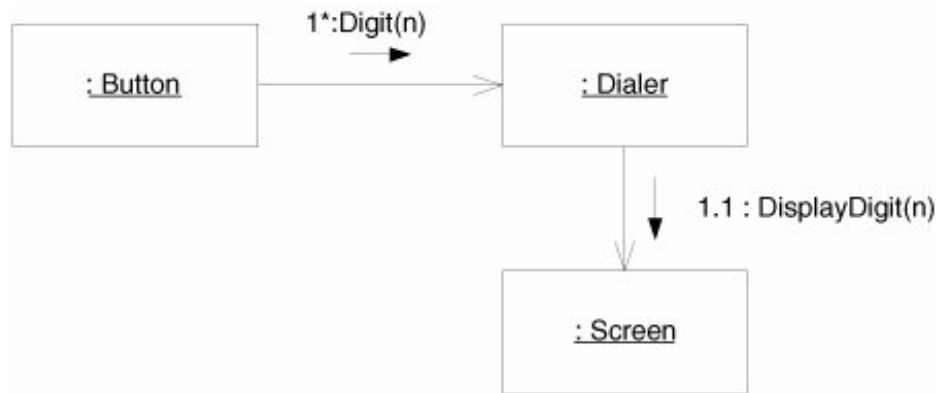 1*:Digit(n)
: Button
: Dialer
1.1 : DisplayDigit(n)
: Screen